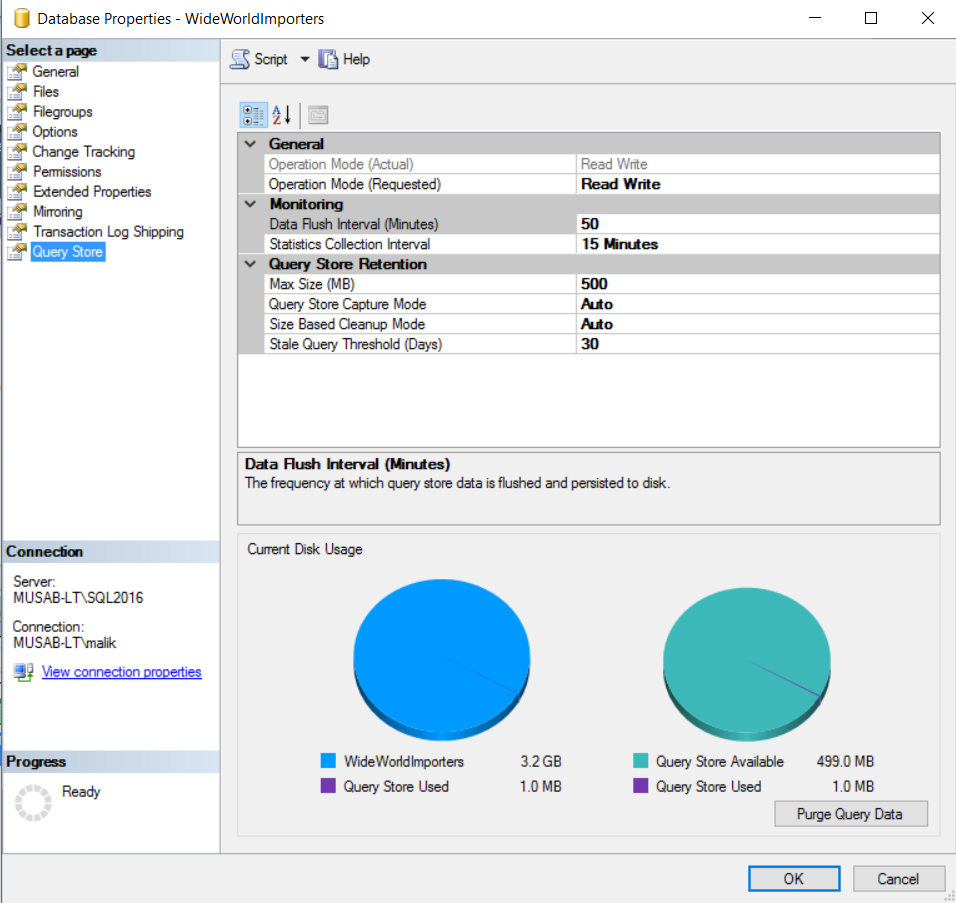 Database Properties - WideWorldImporters
Select a page
General
Files
Filegroups
Options
Change Tracking
Permissions
Extended Properties
Mirroring
Transaction Log Shipping
Query Store
Script Help
General
Operation Mode (Actual) Read Write
Operation Mode (Requested) Read Write
Monitoring
Data Flush Interval (Minutes) 50
Statistics Collection Interval 15 Minutes
Query Store Retention
Max Size (MB) 500
Query Store Capture Mode Auto
Size Based Cleanup Mode Auto
Stale Query Threshold (Days) 30
Data Flush Interval (Minutes)
The frequency at which query store data is flushed and persisted to disk.
Connection
Server:
MUSAB-LT\SQL2016
Connection:
MUSAB-LT\malik
View connection properties
Progress
Ready
Current Disk Usage
WideWorldImporters 3.2 GB
Query Store Used 1.0 MB
Query Store Available 499.0 MB
Query Store Used 1.0 MB
Purge Query Data
OK Cancel